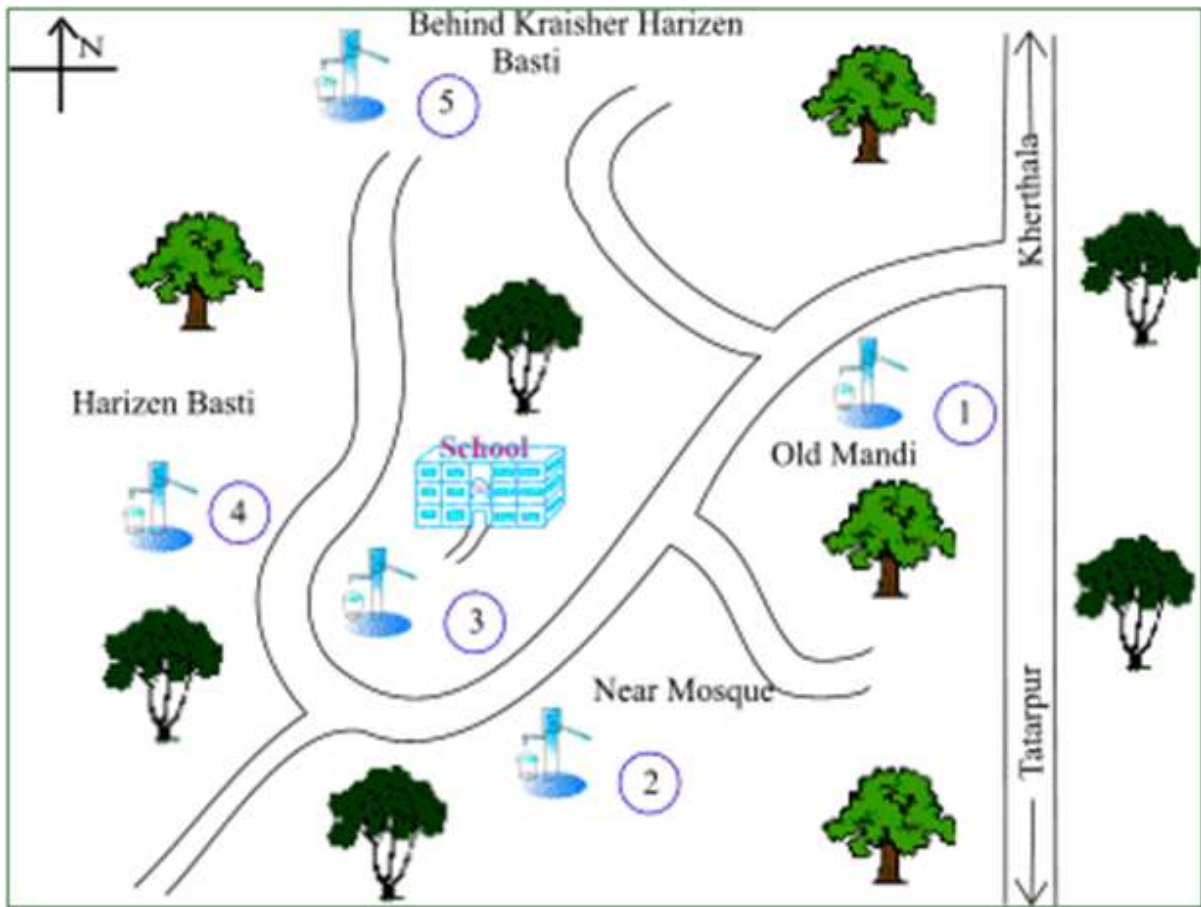 N
Behind Kraisher Harizen
Basti
5
Kherthala
Harizen Basti
1
School
Old Mandi
4
3
Near Mosque
Tatarpur
2